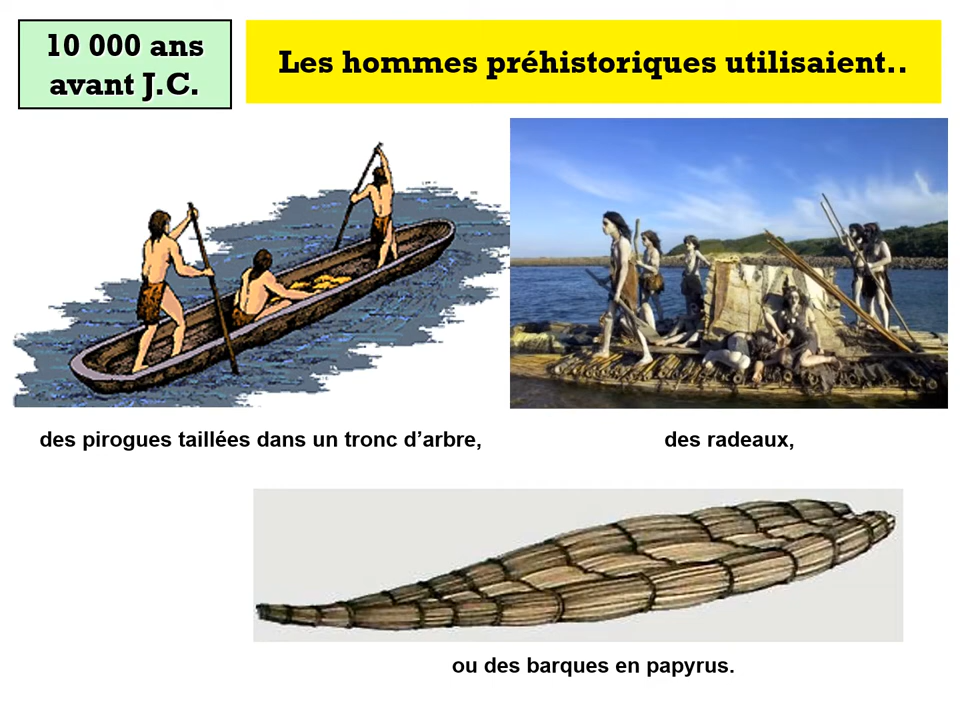 10 000 ans
avant J.C.
Les hommes préhistoriques utilisaient..
des pirogues taillées dans un tronc d’arbre,
des radeaux,
ou des barques en papyrus.